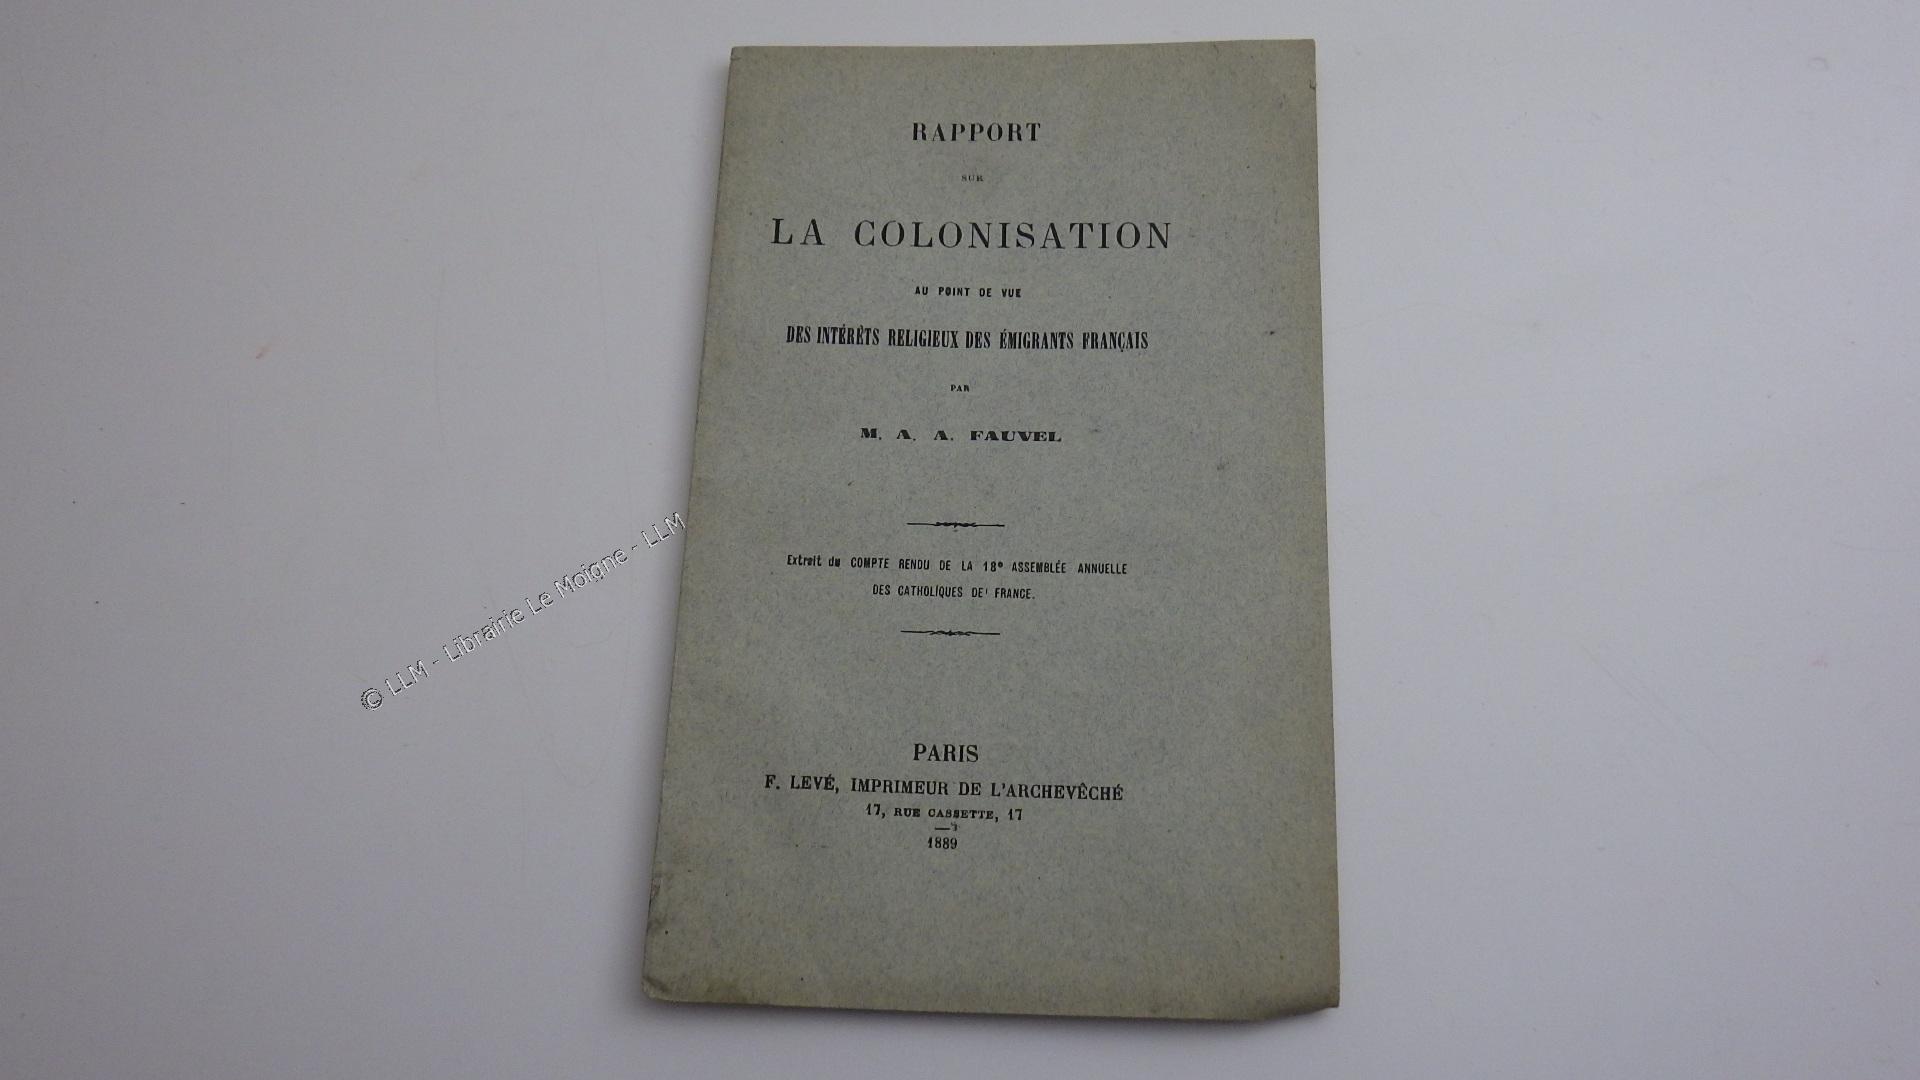 RAPPORT
SUR
LA COLONISATION
AU POINT DE VUE
DES INTÉRÊTS RELIGIEUX DES ÉMIGRANTS FRANÇAIS
PAR
M. A. A. FAUVEL
Extrait du COMPTE RENDU DE LA 18e ASSEMBLÉE ANNUELLE
DES CATHOLIQUES DE FRANCE.
PARIS
F. LEVÉ, IMPRIMEUR DE L'ARCHEVÊCHÉ
17, RUE CASSETTE, 17
1889
© LLM - Librairie Le Moigne - LLM